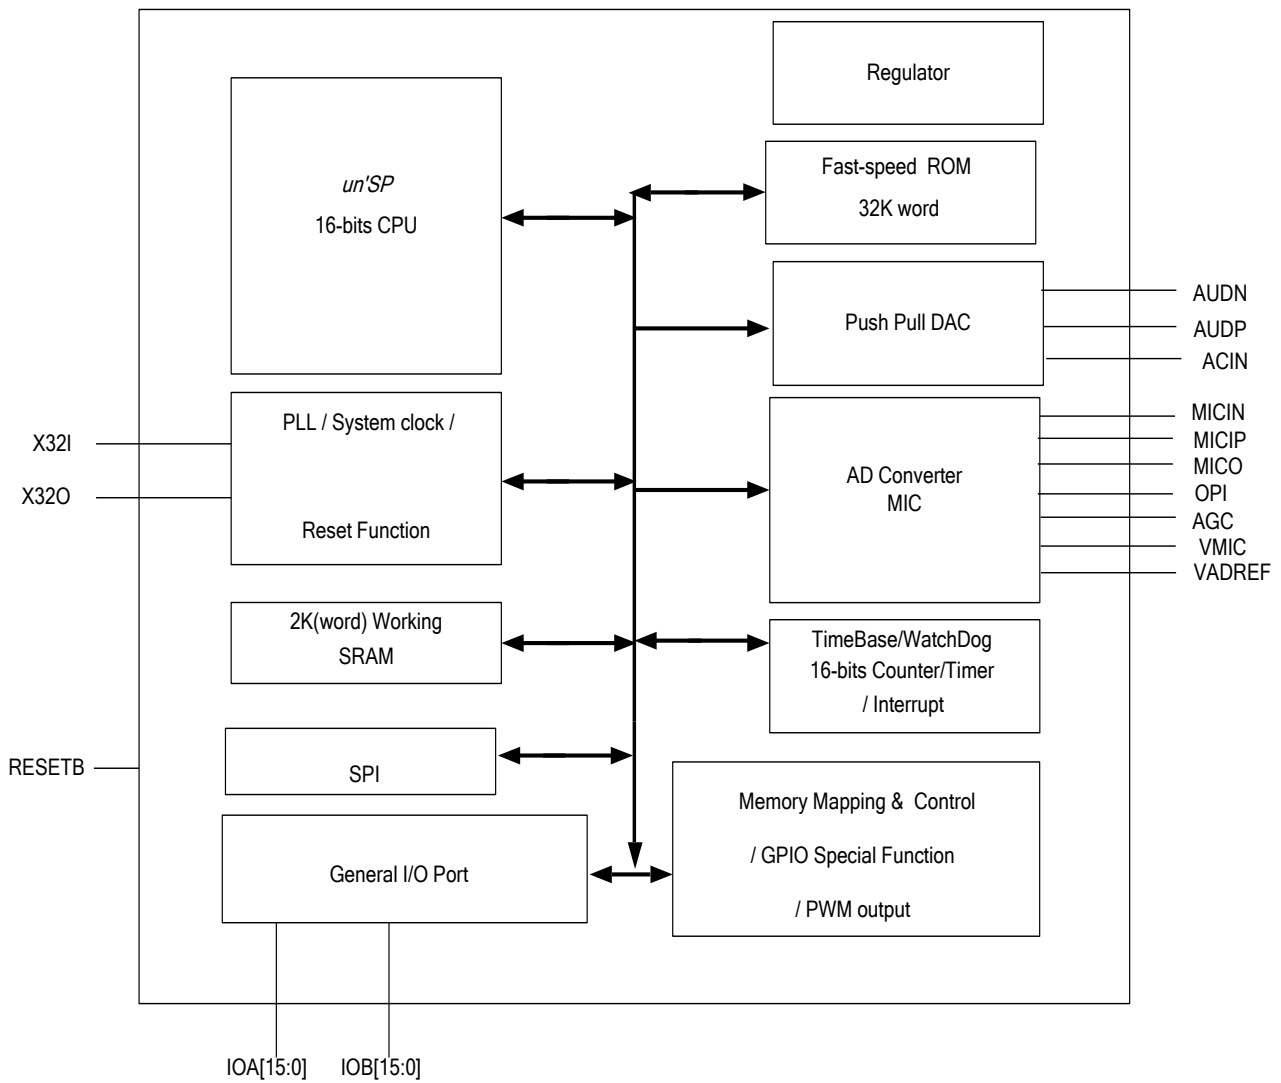 Regulator
un'SP
16-bits CPU
Fast-speed ROM
32K word
Push Pull DAC
AUDN
AUDP
ACIN
PLL / System clock /
Reset Function
X32I
X32O
AD Converter
MIC
MICIN
MICIP
MICO
OPI
AGC
VMIC
VADREF
2K(word) Working
SRAM
TimeBase/WatchDog
16-bits Counter/Timer
/ Interrupt
RESETB
SPI
Memory Mapping & Control
/ GPIO Special Function
/ PWM output
General I/O Port
IOA[15:0]
IOB[15:0]